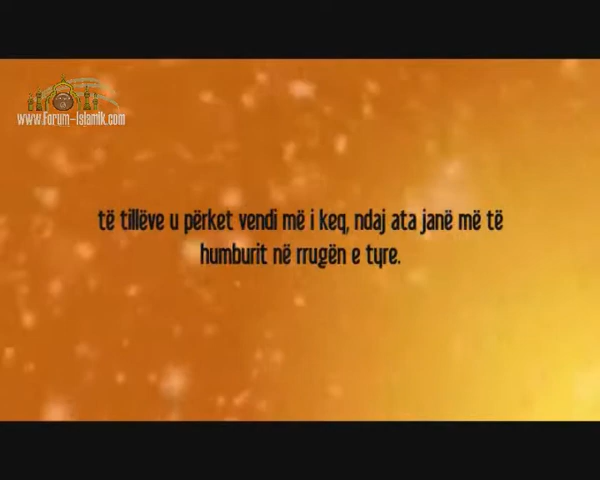 www.Forum-Islamik.com
të tillëve u përket vendi më i keq, ndaj ata janë më të
humburit në rrugën e tyre.